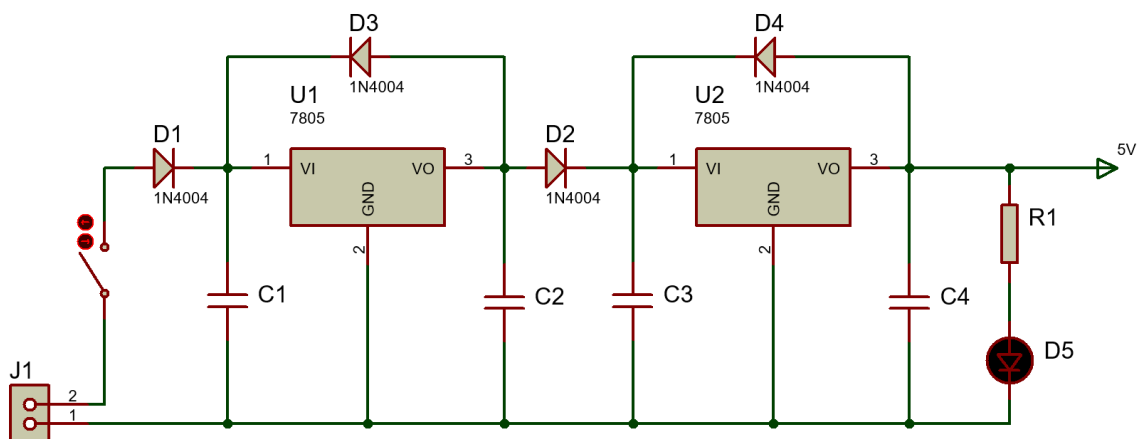 D3
1N4004
D4
1N4004
U1
7805
U2
7805
D1
1N4004
1
VI
VO
3
GND
2
D2
1N4004
1
VI
VO
3
GND
2
5V
R1
C1
C2
C3
C4
D5
J1
2
1